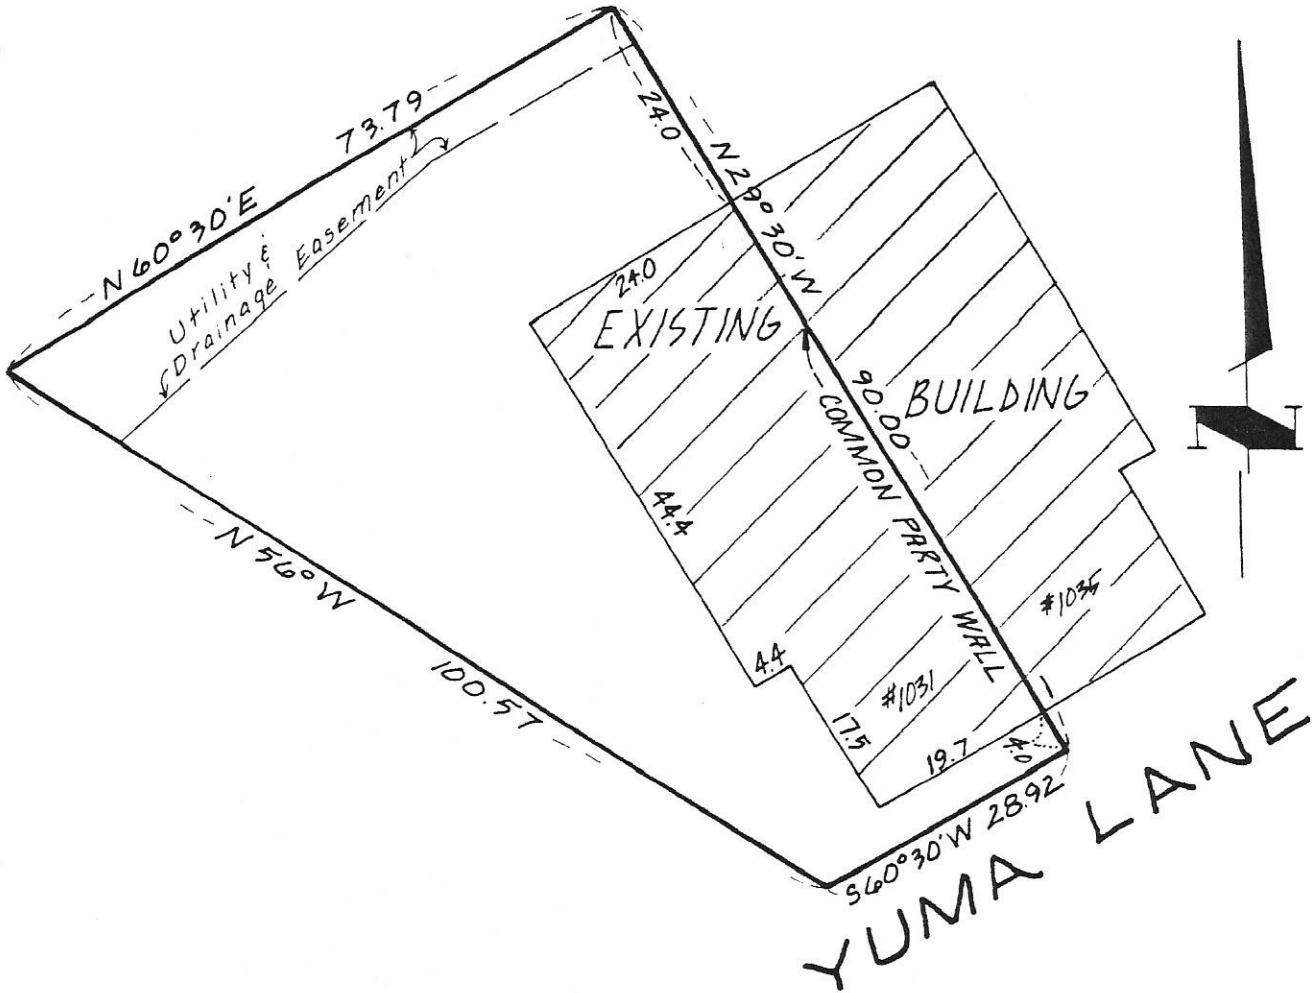 73.79
N 60° 30' E
Utility &
Drainage Easement
24.0
N 29° 30' W
24.0
EXISTING
BUILDING
90.00
COMMON PARTY WALL
44.4
N 56° W
100.57
4.4
#1031
#1035
17.5
19.7
4.0
S 60° 30' W 28.92
YUMA LANE
N